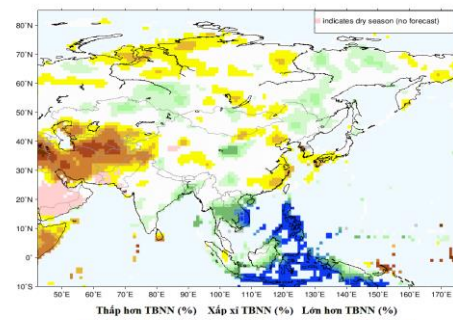 indicates dry season (no forecast)
80°N
70°N
60°N
50°N
40°N
30°N
20°N
10°N
0°
10°S
50°E 60°E 70°E 80°E 90°E 100°E 110°E 120°E 130°E 140°E 150°E 160°E 170°E
Thấp hơn TBNN (%) Xấp xỉ TBNN (%) Lớn hơn TBNN (%)